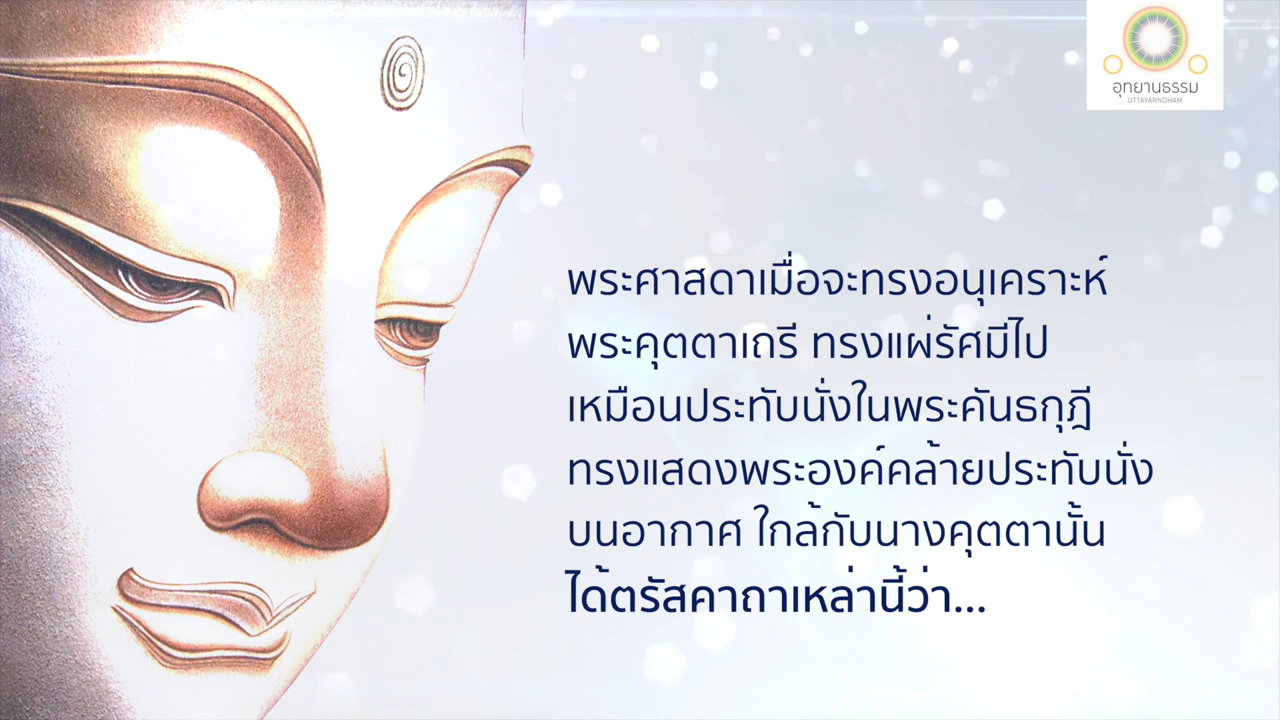 อุทยานธรรม
UTTAYARNDHAM
พระศาสดาเมื่อจะทรงอนุเคราะห์
พระคุตตาเถรี ทรงแผ่รัศมีไป
เหมือนประทับนั่งในพระคันธกุฎี
ทรงแสดงพระองค์คล้ายประทับนั่ง
บนอากาศ ใกล้กับนางคุตตานั้น
ได้ตรัสคาถาเหล่านี้ว่า...